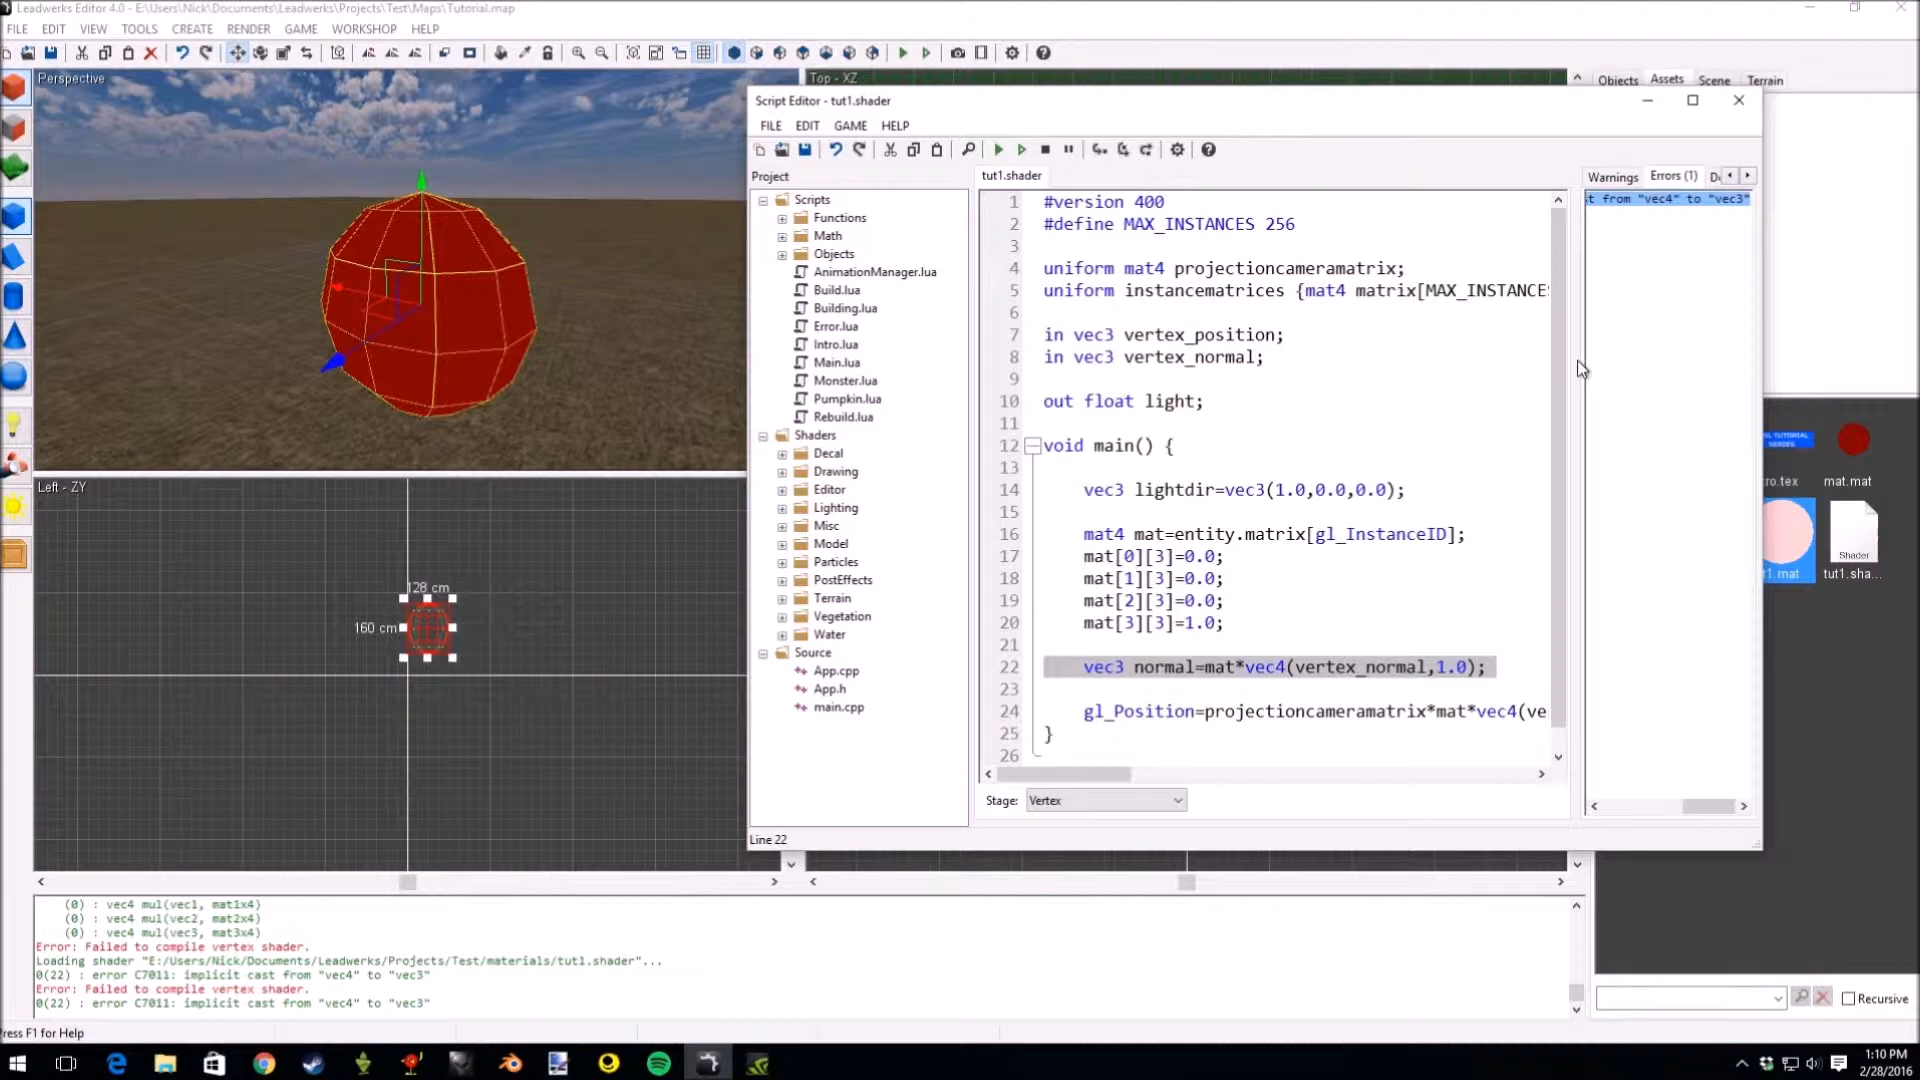 Leadwerks Editor 4.0 - E:\Users\Nick\Documents\Leadwerks\Projects\Test\Maps\Tutorial.map
FILE EDIT VIEW TOOLS CREATE RENDER GAME WORKSHOP HELP
Perspective
Top - XZ
Objects Assets Scene Terrain
Script Editor - tut1.shader
FILE EDIT GAME HELP
Project
Scripts
Functions
Math
Objects
AnimationManager.lua
Build.lua
Building.lua
Error.lua
Intro.lua
Main.lua
Monster.lua
Pumpkin.lua
Rebuild.lua
Shaders
Decal
Drawing
Editor
Lighting
Misc
Model
Particles
PostEffects
Terrain
Vegetation
Water
Source
App.cpp
App.h
main.cpp
tut1.shader
1 #version 400
2 #define MAX_INSTANCES 256
3
4 uniform mat4 projectioncameramatrix;
5 uniform instancematrices {mat4 matrix[MAX_INSTANCES
6
7 in vec3 vertex_position;
8 in vec3 vertex_normal;
9
10 out float light;
11
12 void main() {
13
14 vec3 lightdir=vec3(1.0,0.0,0.0);
15
16 mat4 mat=entity.matrix[gl_InstanceID];
17 mat[0][3]=0.0;
18 mat[1][3]=0.0;
19 mat[2][3]=0.0;
20 mat[3][3]=1.0;
21
22 vec3 normal=mat*vec4(vertex_normal,1.0);
23
24 gl_Position=projectioncameramatrix*mat*vec4(ve
25 }
26
Stage: Vertex
Line 22
Warnings Errors (1) D
t from "vec4" to "vec3"
SL TUTORIAL
SERIES
ro.tex mat.mat
Shader
1.mat tut1.sha...
Left - ZY
128 cm
160 cm
(0) : vec4 mul(vec1, mat1x4)
(0) : vec4 mul(vec2, mat2x4)
(0) : vec4 mul(vec3, mat3x4)
Error: Failed to compile vertex shader.
Loading shader "E:/Users/Nick/Documents/Leadwerks/Projects/Test/materials/tut1.shader"...
0(22) : error C7011: implicit cast from "vec4" to "vec3"
Error: Failed to compile vertex shader.
0(22) : error C7011: implicit cast from "vec4" to "vec3"
Recursive
ress F1 for Help
1:10 PM
2/28/2016